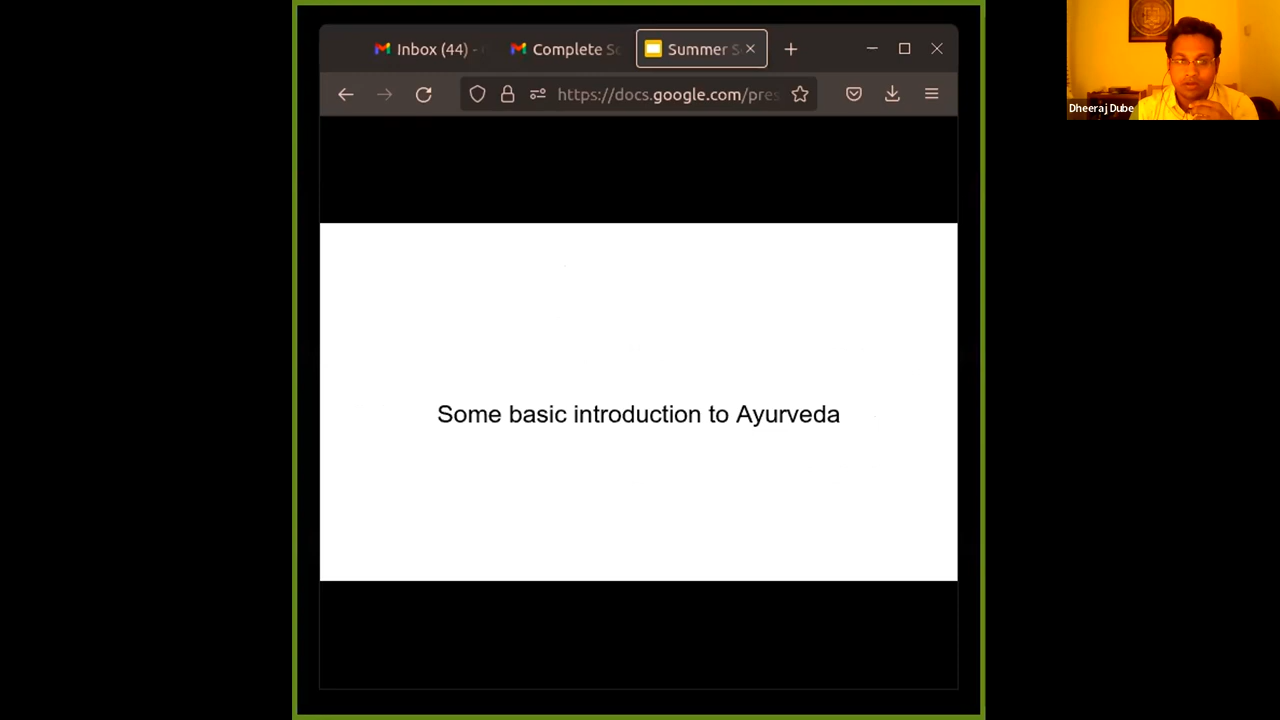 Inbox (44) -
Complete Sc
Summer S
https://docs.google.com/pres
Dheeraj Dube
Some basic introduction to Ayurveda